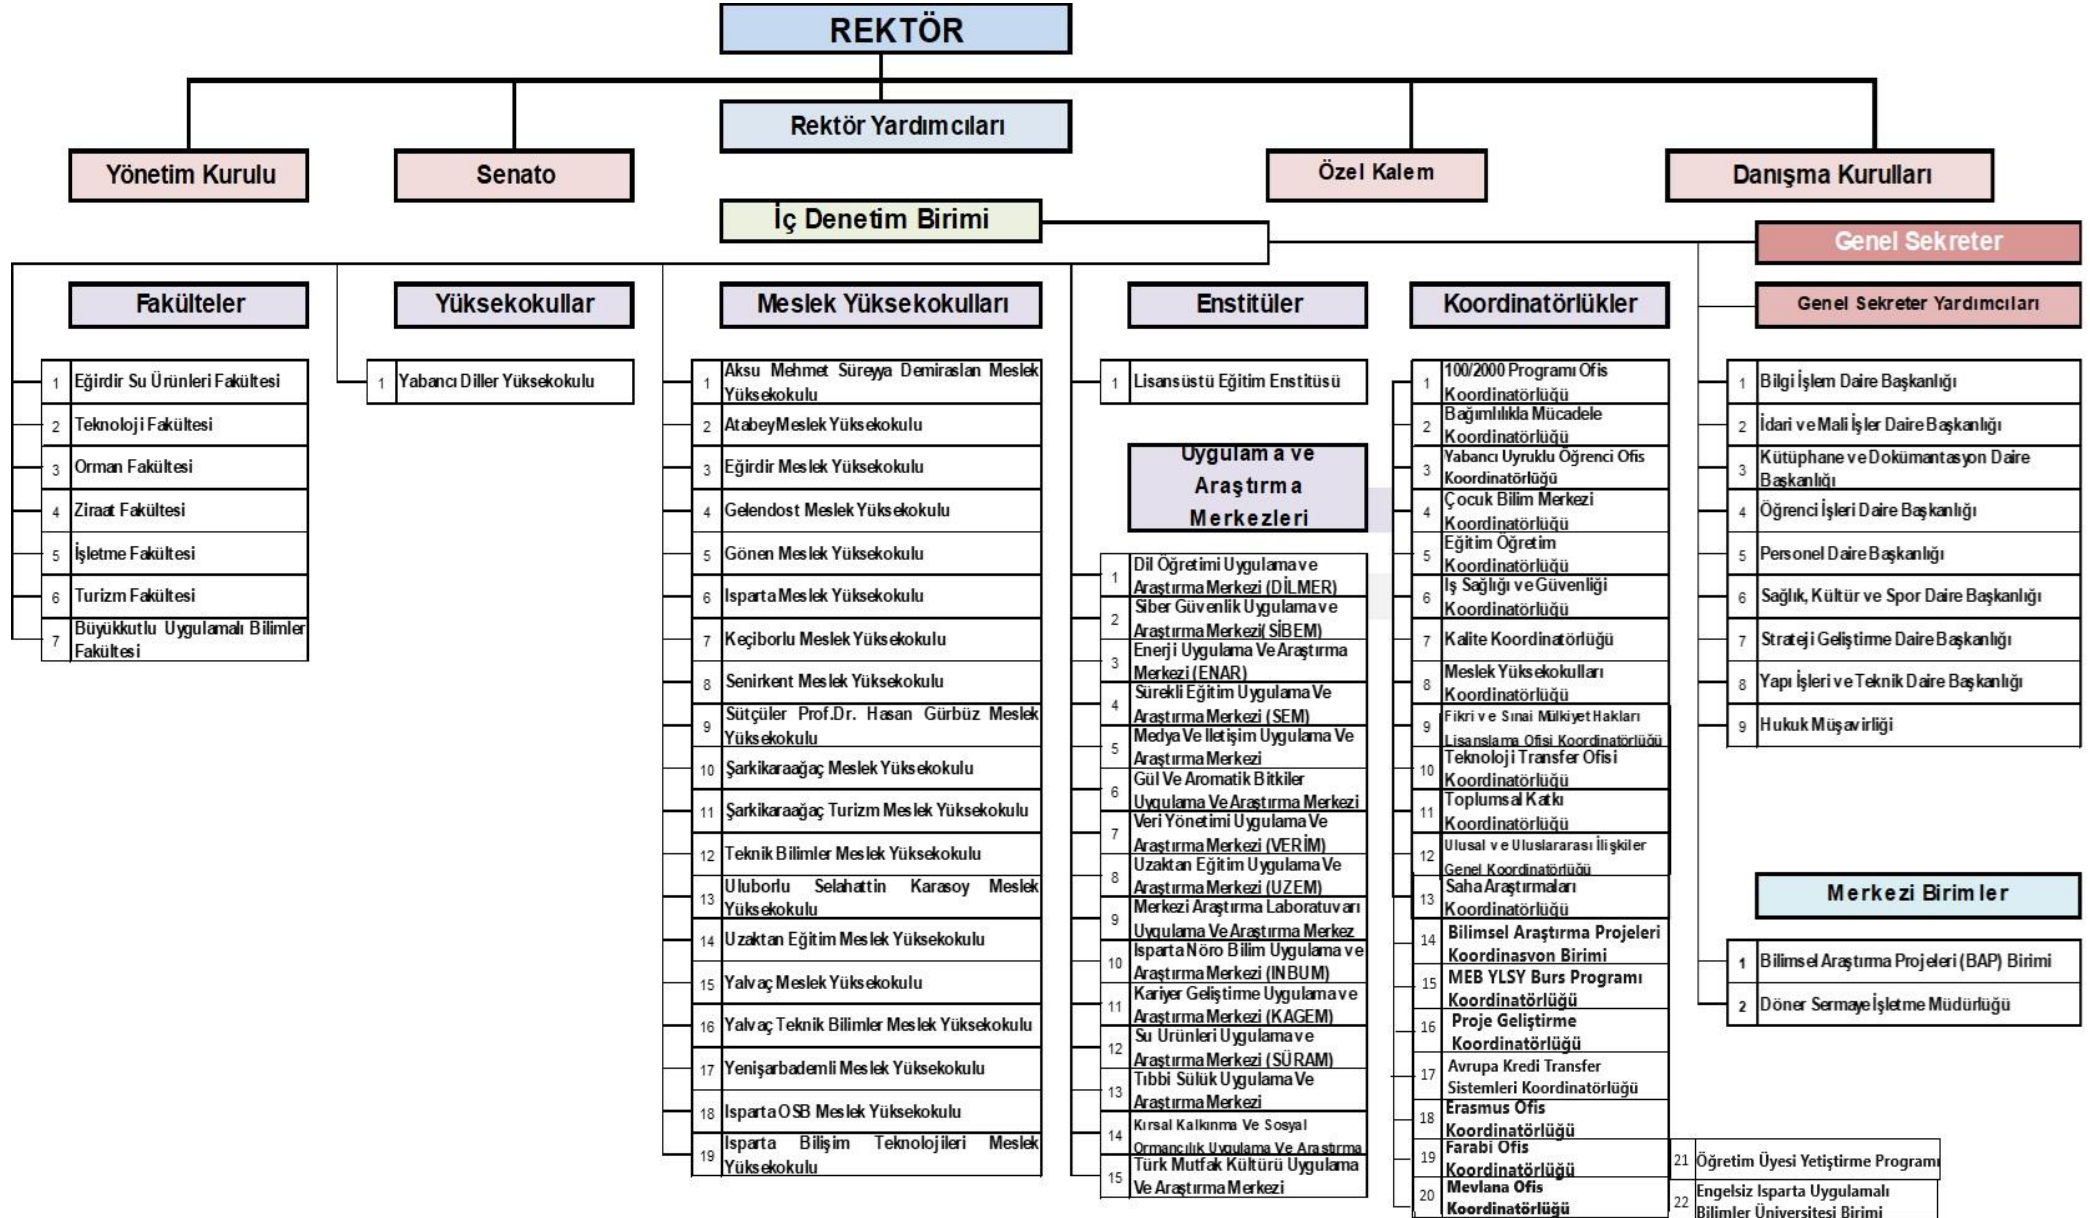 REKTÖR
Rektör Yardımcıları
Yönetim Kurulu
Senato
Özel Kalem
Danışma Kurulları
İç Denetim Birimi
Genel Sekreter
Fakülteler
Yüksekokullar
Meslek Yüksekokulları
Enstitüler
Koordinatörlükler
Genel Sekreter Yardımcıları
1 Eğirdir Su Ürünleri Fakültesi
2 Teknoloji Fakültesi
3 Orman Fakültesi
4 Ziraat Fakültesi
5 İşletme Fakültesi
6 Turizm Fakültesi
7 Büyükkutlu Uygulamalı Bilimler
Fakültesi
1 Yabancı Diller Yüksekokulu
1 Aksu Mehmet Süreyya Demiraslan Meslek
Yüksekokulu
2 Atabey Meslek Yüksekokulu
3 Eğirdir Meslek Yüksekokulu
4 Gelendost Meslek Yüksekokulu
5 Gönen Meslek Yüksekokulu
6 Isparta Meslek Yüksekokulu
7 Keçiborlu Meslek Yüksekokulu
8 Senirkent Meslek Yüksekokulu
9 Sütçüler Prof.Dr. Hasan Gürbüz Meslek
Yüksekokulu
10 Şarkikaraağaç Meslek Yüksekokulu
11 Şarkikaraağaç Turizm Meslek Yüksekokulu
12 Teknik Bilimler Meslek Yüksekokulu
13 Uluborlu Selahattin Karasoy Meslek
Yüksekokulu
14 Uzaktan Eğitim Meslek Yüksekokulu
15 Yalvaç Meslek Yüksekokulu
16 Yalvaç Teknik Bilimler Meslek Yüksekokulu
17 Yenişarbademli Meslek Yüksekokulu
18 Isparta OSB Meslek Yüksekokulu
19 Isparta Bilişim Teknolojileri Meslek
Yüksekokulu
1 Lisansüstü Eğitim Enstitüsü
Uygulama ve
Araştırma
Merkezleri
1 Dil Öğretimi Uygulama ve
Araştırma Merkezi (DİLMER)
2 Siber Güvenlik Uygulama ve
Araştırma Merkezi( SİBEM)
3 Enerji Uygulama Ve Araştırma
Merkezi (ENAR)
4 Sürekli Eğitim Uygulama Ve
Araştırma Merkezi (SEM)
5 Medya Ve Iletişim Uygulama Ve
Araştırma Merkezi
6 Gül Ve Aromatik Bitkiler
Uygulama Ve Araştırma Merkezi
7 Veri Yönetimi Uygulama Ve
Araştırma Merkezi (VERİM)
8 Uzaktan Eğitim Uygulama Ve
Araştırma Merkezi (UZEM)
9 Merkezi Araştırma Laboratuvarı
Uygulama Ve Araştırma Merkez
10 Isparta Nöro Bilim Uygulama ve
Araştırma Merkezi (INBUM)
11 Kariyer Geliştirme Uygulama ve
Araştırma Merkezi (KAGEM)
12 Su Ürünleri Uygulama ve
Araştırma Merkezi (SÜRAM)
13 Tıbbi Sülük Uygulama Ve
Araştırma Merkezi
14 Kırsal Kalkınma Ve Sosyal
Ormancılık Uygulama Ve Araştırma
15 Türk Mutfak Kültürü Uygulama
Ve Araştırma Merkezi
1 100/2000 Programı Ofis
Koordinatörlüğü
2 Bağımlılıkla Mücadele
Koordinatörlüğü
3 Yabancı Uyruklu Öğrenci Ofis
Koordinatörlüğü
4 Çocuk Bilim Merkezi
Koordinatörlüğü
5 Eğitim Öğretim
Koordinatörlüğü
6 İş Sağlığı ve Güvenliği
Koordinatörlüğü
7 Kalite Koordinatörlüğü
8 Meslek Yüksekokulları
Koordinatörlüğü
9 Fikri ve Sınai Mülkiyet Hakları
Lisanslama Ofisi Koordinatörlüğü
10 Teknoloji Transfer Ofisi
Koordinatörlüğü
11 Toplumsal Katkı
Koordinatörlüğü
12 Ulusal ve Uluslararası İlişkiler
Genel Koordinatörlüğü
13 Saha Araştırmaları
Koordinatörlüğü
14 Bilimsel Araştırma Projeleri
Koordinasyon Birimi
15 MEB YLSY Burs Programı
Koordinatörlüğü
16 Proje Geliştirme
Koordinatörlüğü
17 Avrupa Kredi Transfer
Sistemleri Koordinatörlüğü
18 Erasmus Ofis
Koordinatörlüğü
19 Farabi Ofis
Koordinatörlüğü
20 Mevlana Ofis
Koordinatörlüğü
21 Öğretim Üyesi Yetiştirme Programı
22 Engelsiz Isparta Uygulamalı
Bilimler Üniversitesi Birimi
1 Bilgi İşlem Daire Başkanlığı
2 İdari ve Mali İşler Daire Başkanlığı
3 Kütüphane ve Dokümantasyon Daire
Başkanlığı
4 Öğrenci İşleri Daire Başkanlığı
5 Personel Daire Başkanlığı
6 Sağlık, Kültür ve Spor Daire Başkanlığı
7 Strateji Geliştirme Daire Başkanlığı
8 Yapı İşleri ve Teknik Daire Başkanlığı
9 Hukuk Müşavirliği
Merkezi Birimler
1 Bilimsel Araştırma Projeleri (BAP) Birimi
2 Döner Sermaye İşletme Müdürlüğü